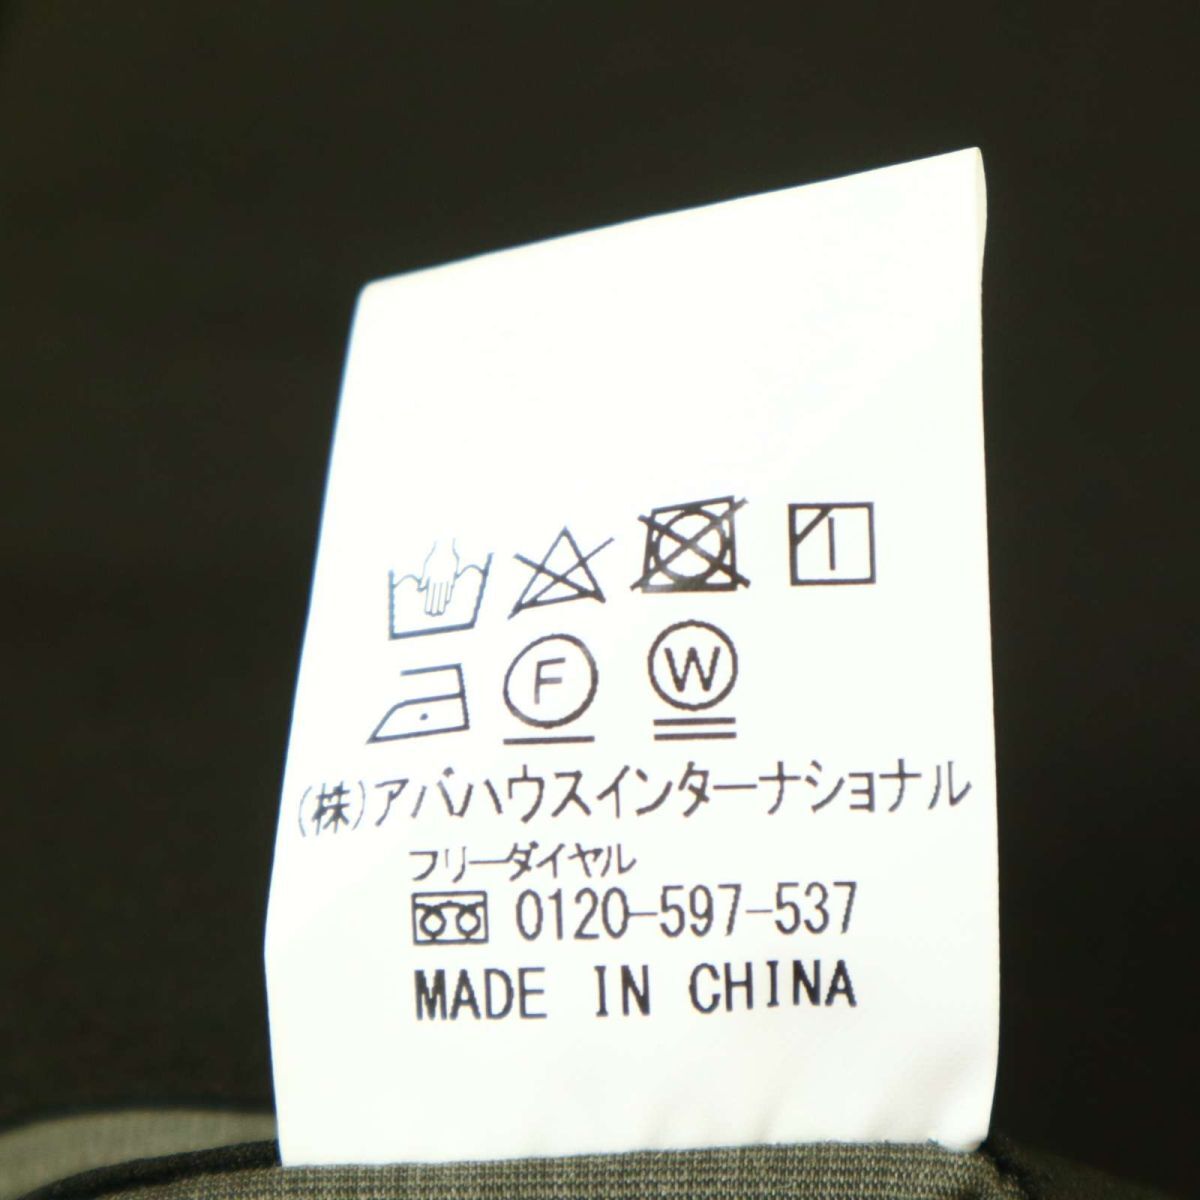 F W
(株)アバハウスインターナショナル
フリーダイヤル
0120-597-537
MADE IN CHINA